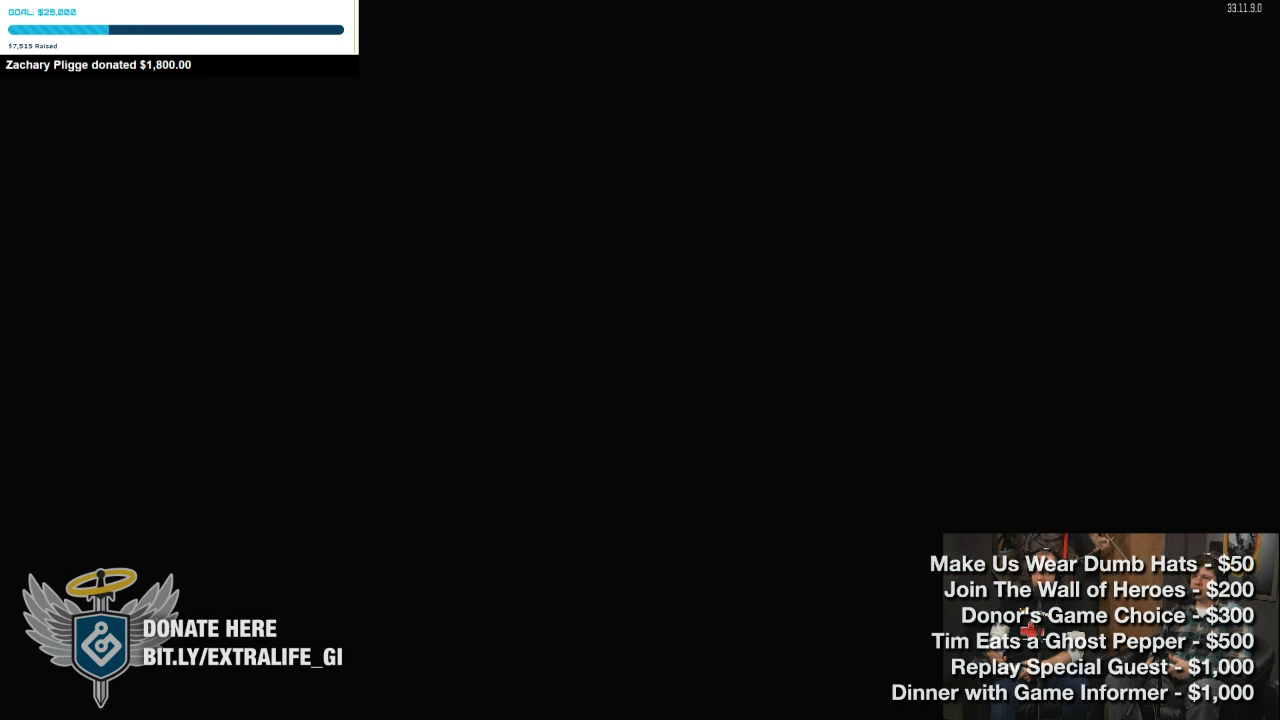 GOAL: $25,000
$7,515 Raised
Zachary Pligge donated $1,800.00
33.11.9.0
DONATE HERE
BIT.LY/EXTRALIFE_GI
Make Us Wear Dumb Hats - $50
Join The Wall of Heroes - $200
Donor's Game Choice - $300
Tim Eats a Ghost Pepper - $500
Replay Special Guest - $1,000
Dinner with Game Informer - $1,000